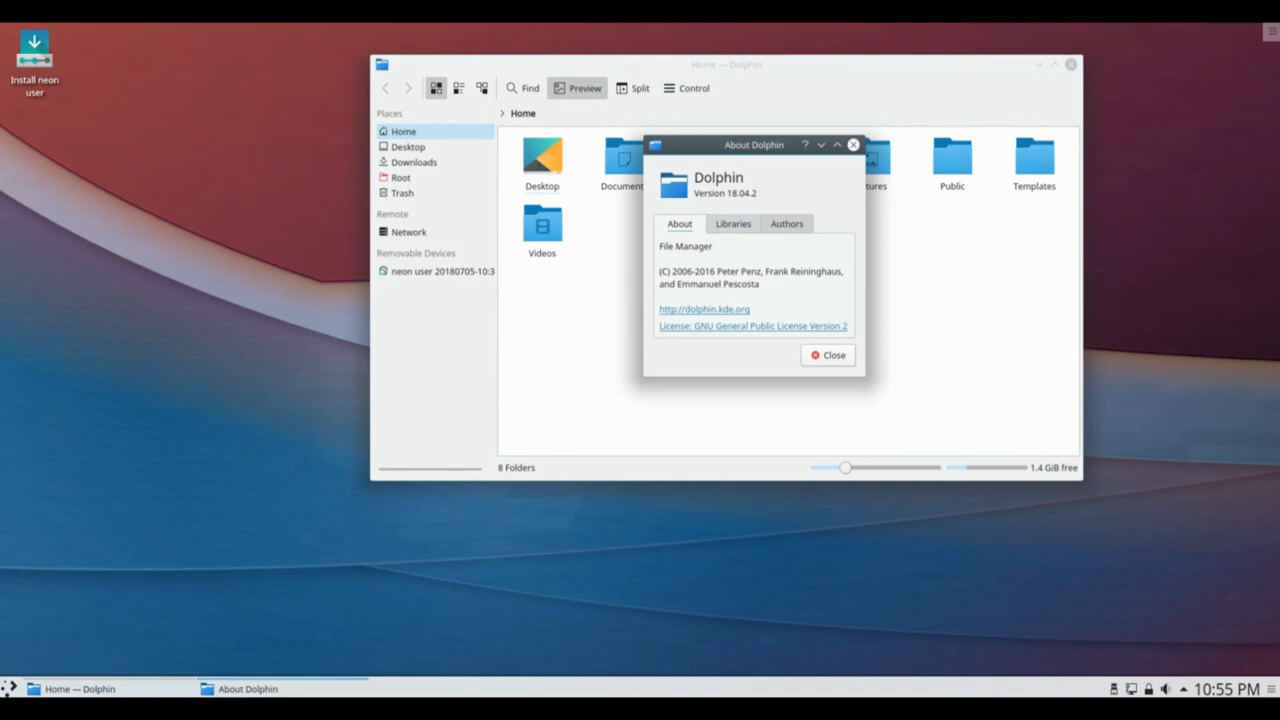 Install neon
user
Home — Dolphin
Find
Preview
Split
Control
Places
Home
Desktop
Downloads
Root
Trash
Remote
Network
Removable Devices
neon user 20180705-10:3
> Home
Desktop
Document
tures
Public
Templates
Videos
About Dolphin
?
Dolphin
Version 18.04.2
About
Libraries
Authors
File Manager
(C) 2006-2016 Peter Penz, Frank Reininghaus,
and Emmanuel Pescosta
http://dolphin.kde.org
License: GNU General Public License Version 2
Close
8 Folders
1.4 GiB free
Home — Dolphin
About Dolphin
10:55 PM